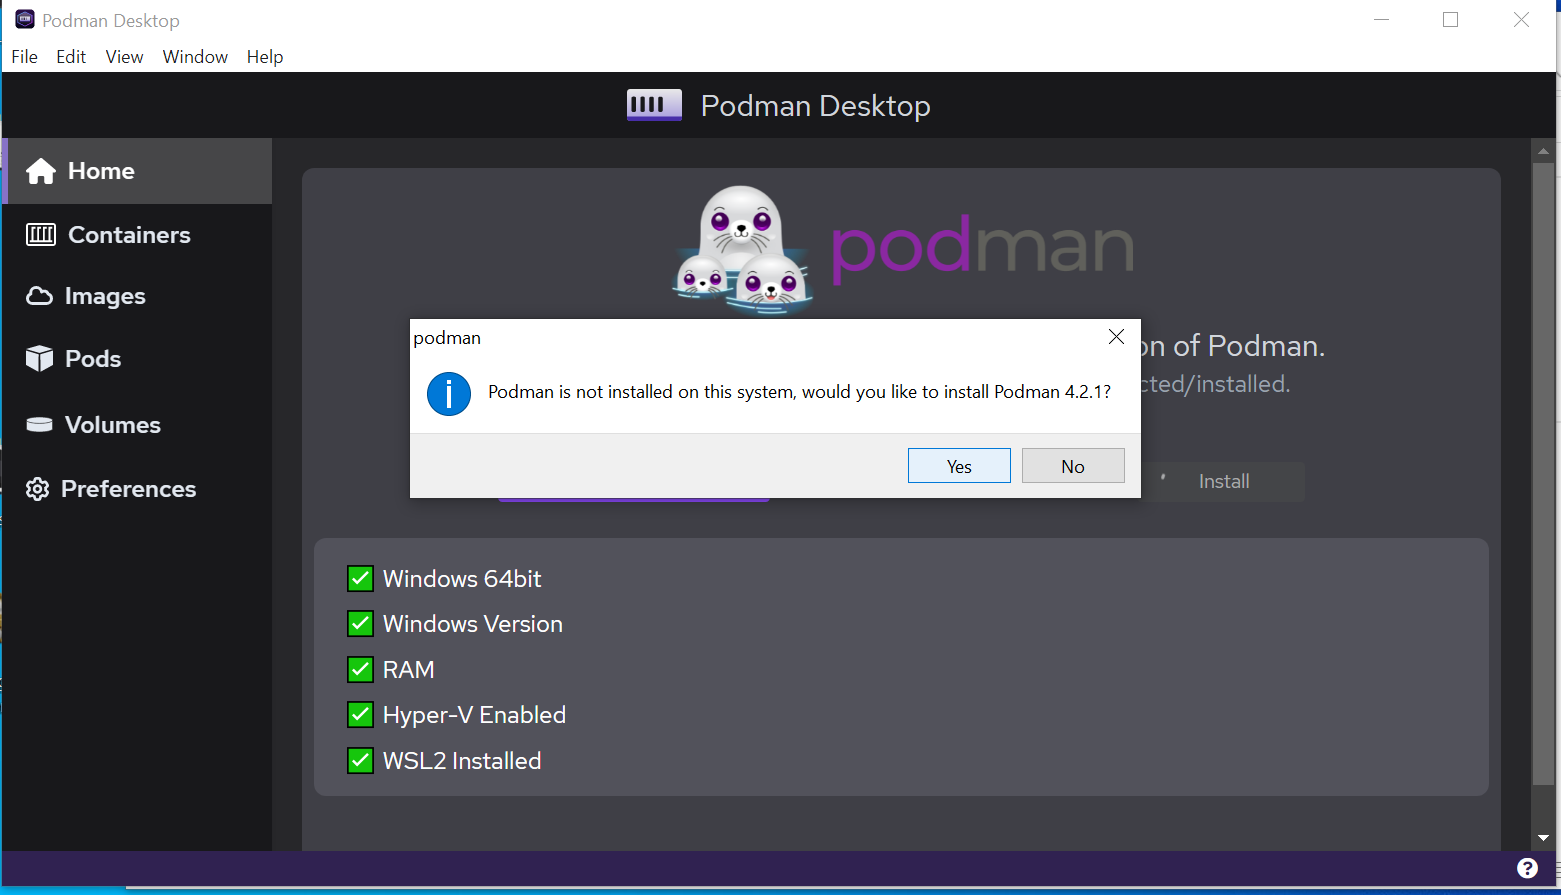 Podman Desktop
File Edit View Window Help
Podman Desktop
Home
Containers
Images
Pods
Volumes
Preferences
podman
podman
Podman is not installed on this system, would you like to install Podman 4.2.1?
Yes No
on of Podman.
cted/installed.
Install
Windows 64bit
Windows Version
RAM
Hyper-V Enabled
WSL2 Installed